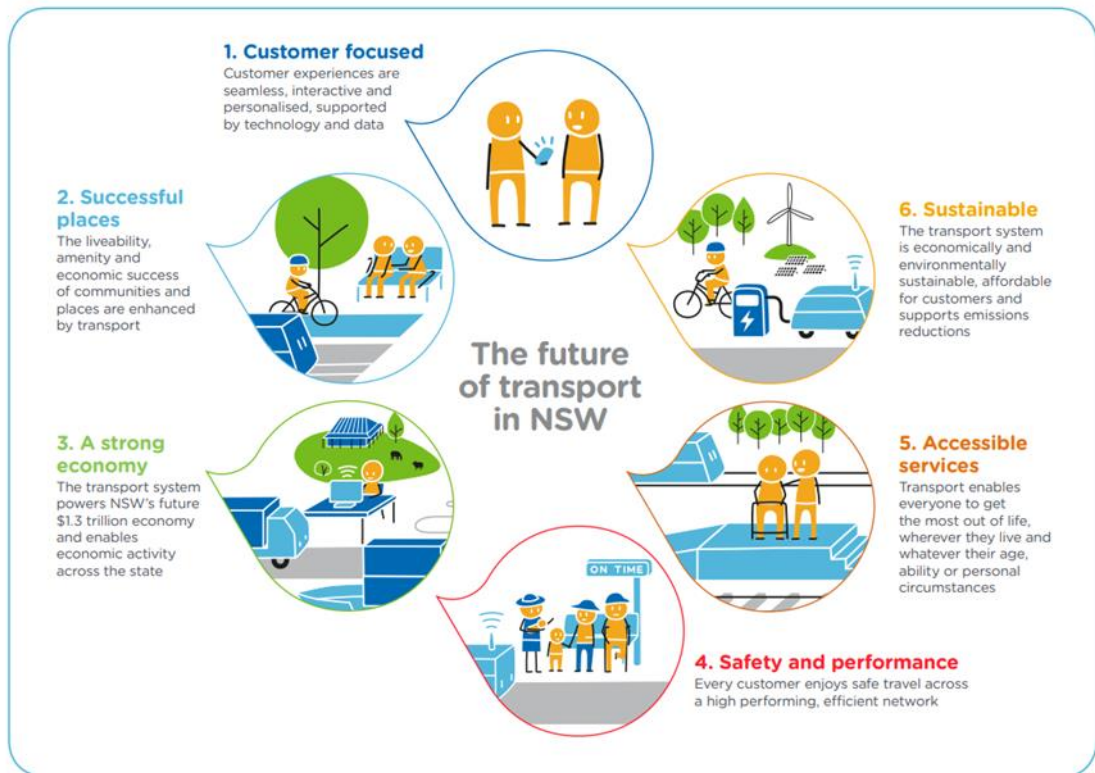 1. Customer focused
Customer experiences are
seamless, interactive and
personalised, supported
by technology and data
2. Successful
places
The liveability,
amenity and
economic success
of communities and
places are enhanced
by transport
3. A strong
economy
The transport system
powers NSW's future
$1.3 trillion economy
and enables
economic activity
across the state
The future
of transport
in NSW
ON TIME
4. Safety and performance
Every customer enjoys safe travel across
a high performing, efficient network
5. Accessible
services
Transport enables
everyone to get
the most out of life,
wherever they live and
whatever their age,
ability or personal
circumstances
6. Sustainable
The transport system
is economically and
environmentally
sustainable, affordable
for customers and
supports emissions
reductions